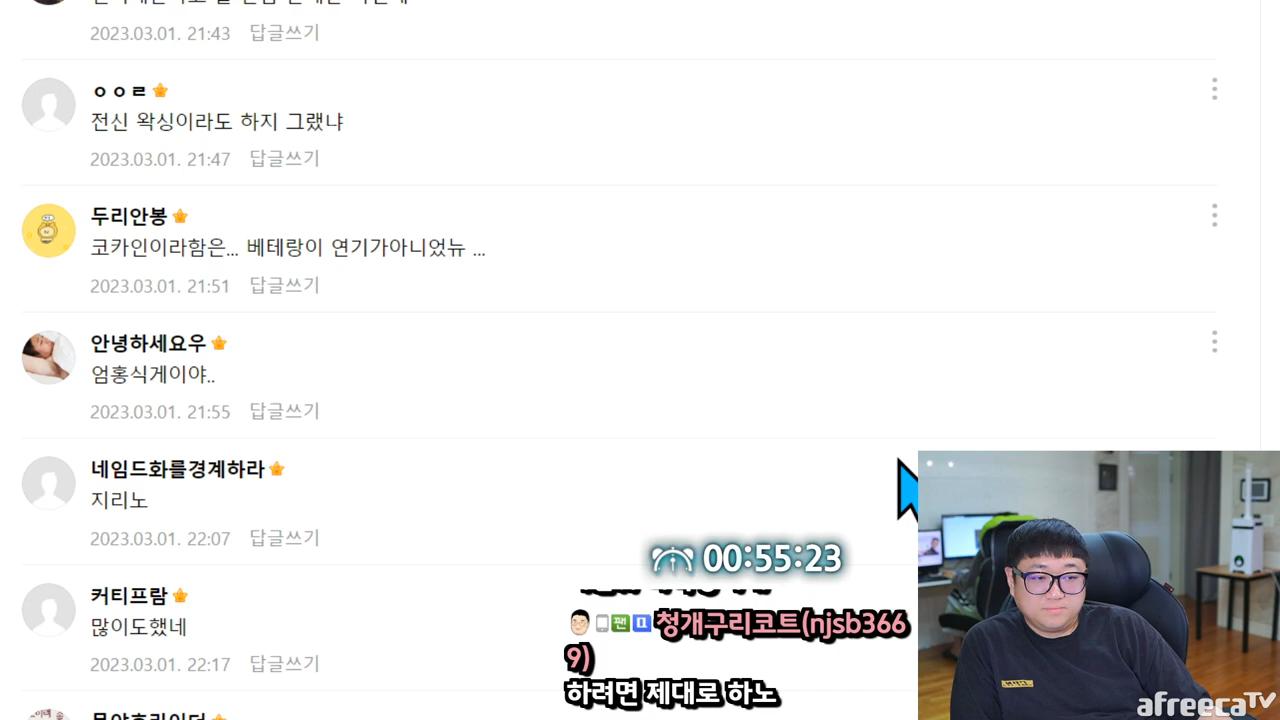 2023.03.01. 21:43 답글쓰기
ㅇㅇㄹ
전신 왁싱이라도 하지 그랬냐
2023.03.01. 21:47 답글쓰기
두리안봉
코카인이라함은... 베테랑이 연기가아니었뉴 ...
2023.03.01. 21:51 답글쓰기
안녕하세요우
엄홍식게이야..
2023.03.01. 21:55 답글쓰기
네임드화를경계하라
지리노
2023.03.01. 22:07 답글쓰기
커티프람
많이도했네
2023.03.01. 22:17 답글쓰기
00:55:23
팬
청개구리코트(njsb366
9)
하려면 제대로 하노
afreecaTV